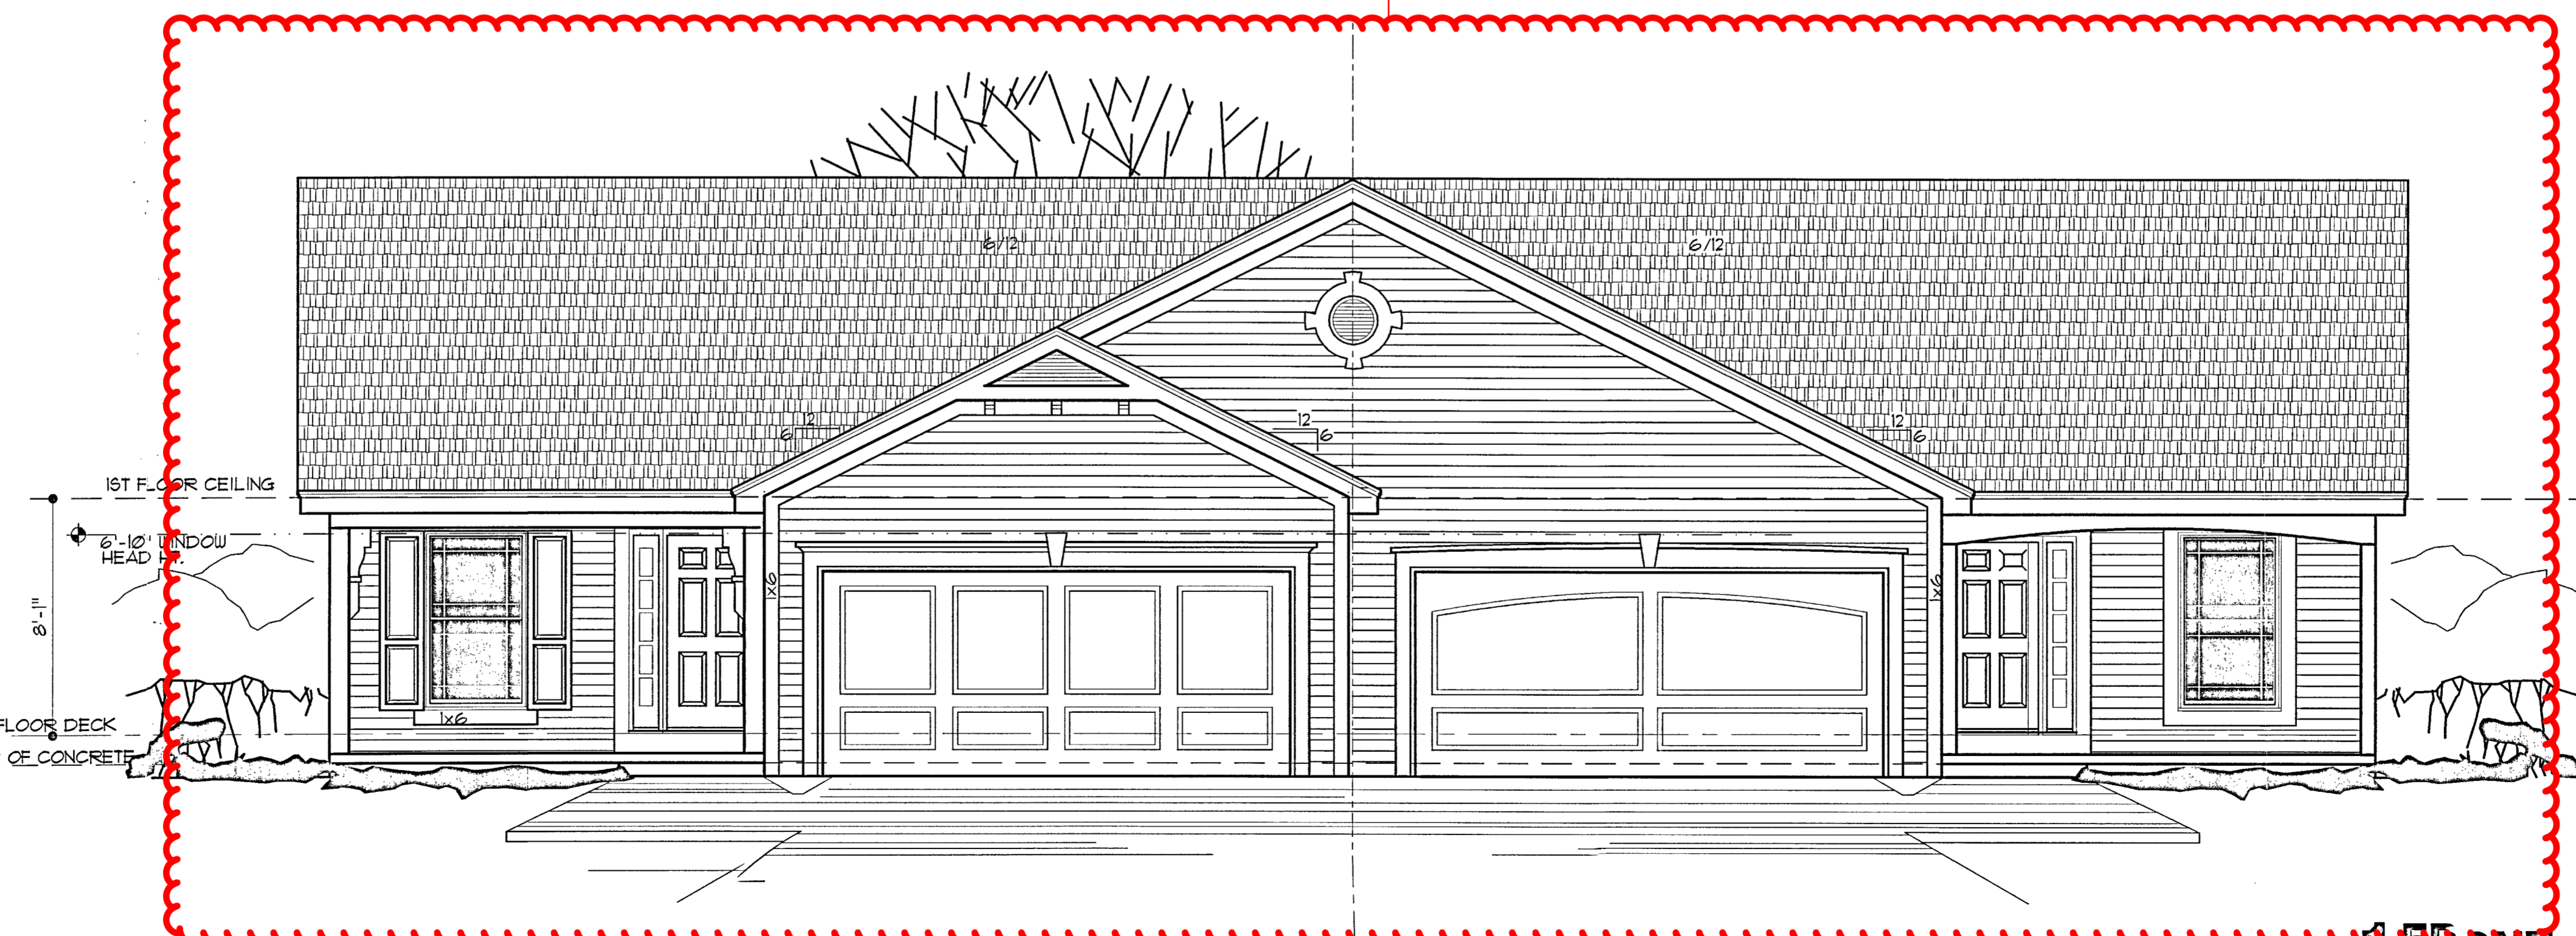 6/12
6/12
12
6
12
6
12
6
1ST FLOOR CEILING
6'-10" WINDOW
HEAD HT.
8'-1"
1x6
1x6
1x6
FLOOR DECK
OF CONCRETE